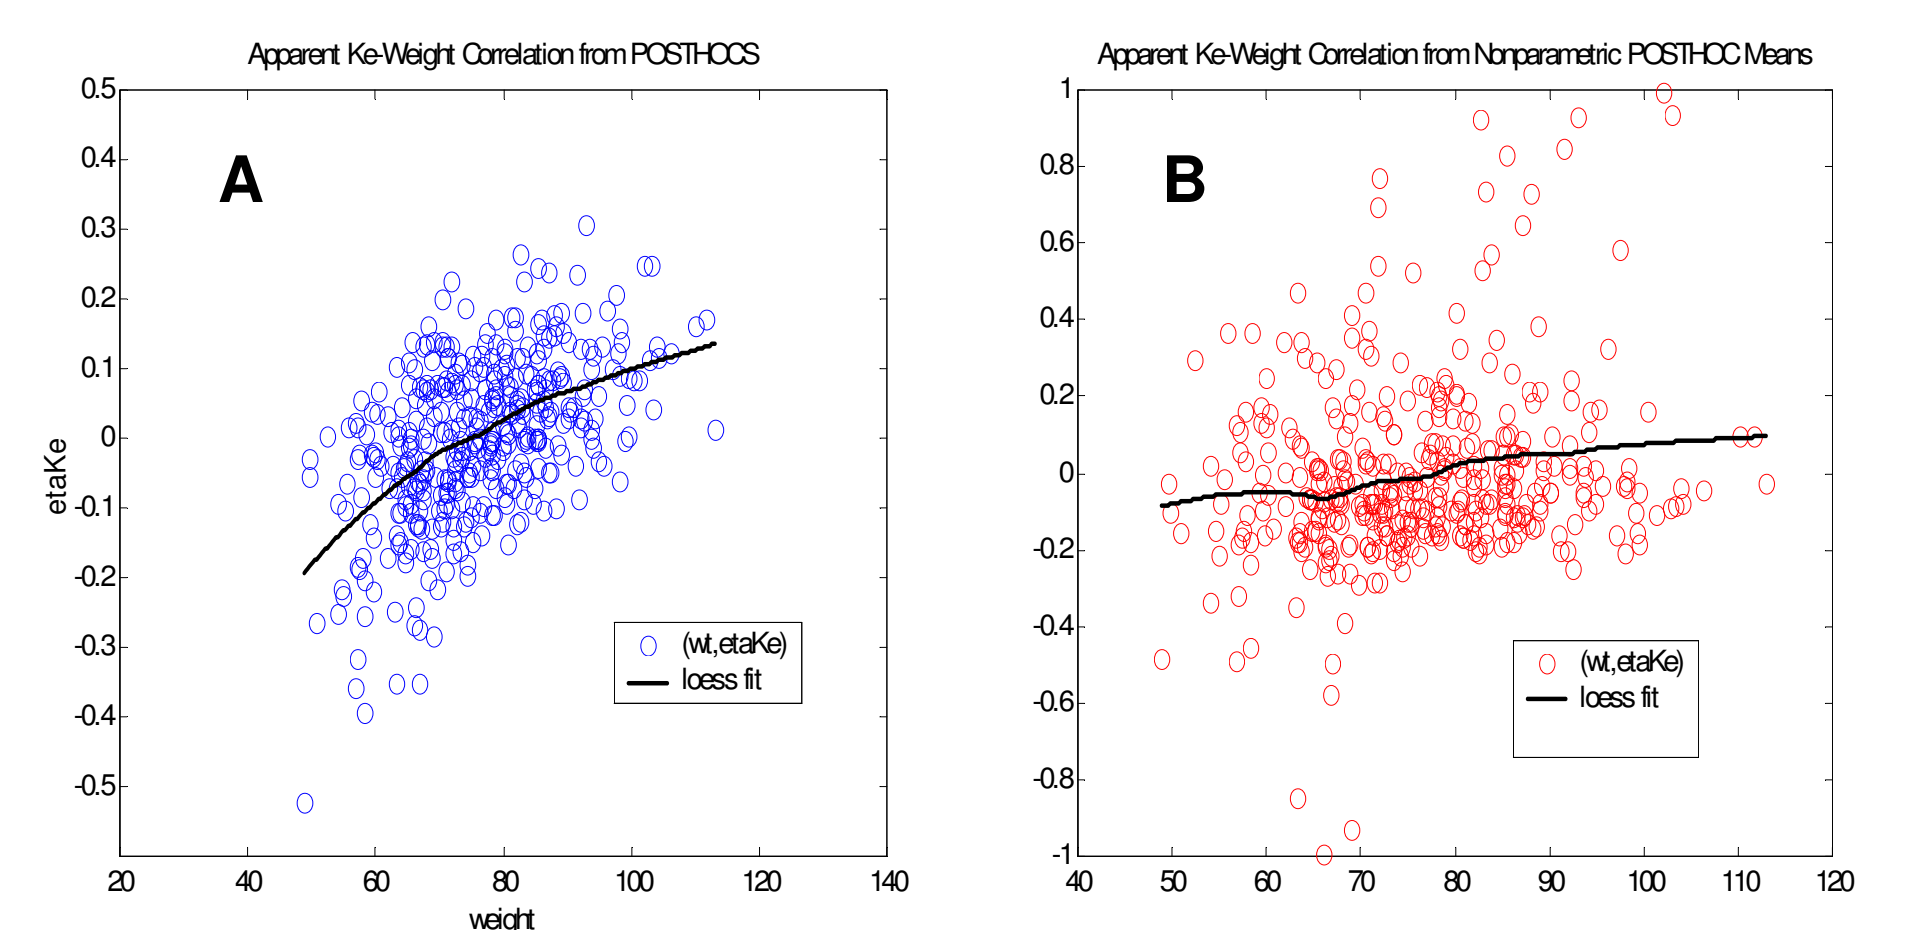 Apparent Ke-Weight Correlation from POSTHOCS
A
0.5
0.4
0.3
0.2
0.1
0
-0.1
-0.2
-0.3
-0.4
-0.5
etaKe
(wt,etaKe)
loess fit
20 40 60 80 100 120 140
weight
Apparent Ke-Weight Correlation from Nonparametric POSTHOC Means
B
1
0.8
0.6
0.4
0.2
0
-0.2
-0.4
-0.6
-0.8
-1
(wt,etaKe)
loess fit
40 50 60 70 80 90 100 110 120